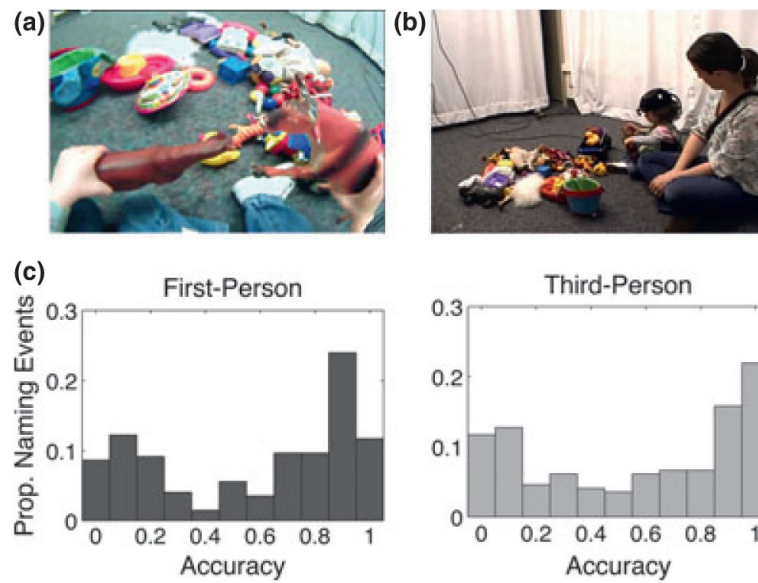 (a)
(b)
(c)
First-Person
Third-Person
Prop. Naming Events
0.3
0.2
0.1
0
0 0.2 0.4 0.6 0.8 1
Accuracy
0.3
0.2
0.1
0
0 0.2 0.4 0.6 0.8 1
Accuracy